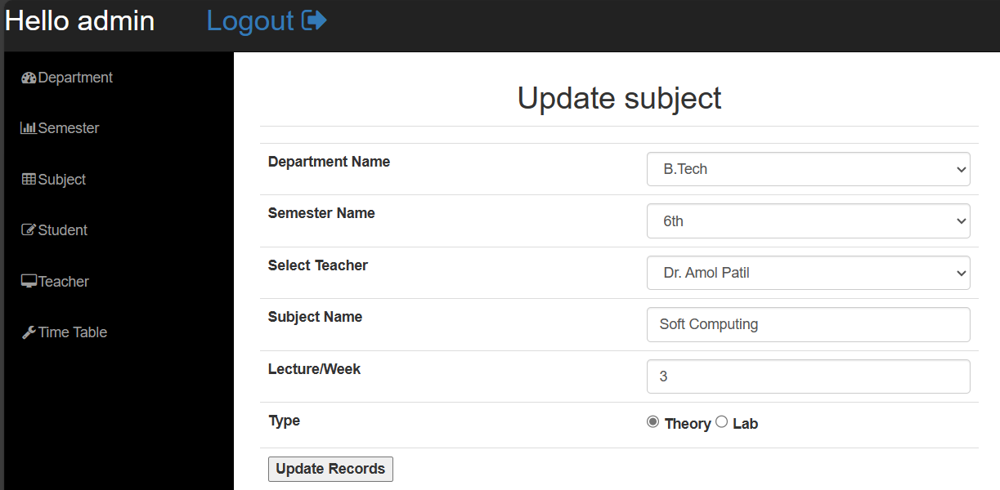 Hello admin Logout
Department
Semester
Subject
Student
Teacher
Time Table
Update subject
Department Name B.Tech
Semester Name 6th
Select Teacher Dr. Amol Patil
Subject Name Soft Computing
Lecture/Week 3
Type Theory Lab
Update Records